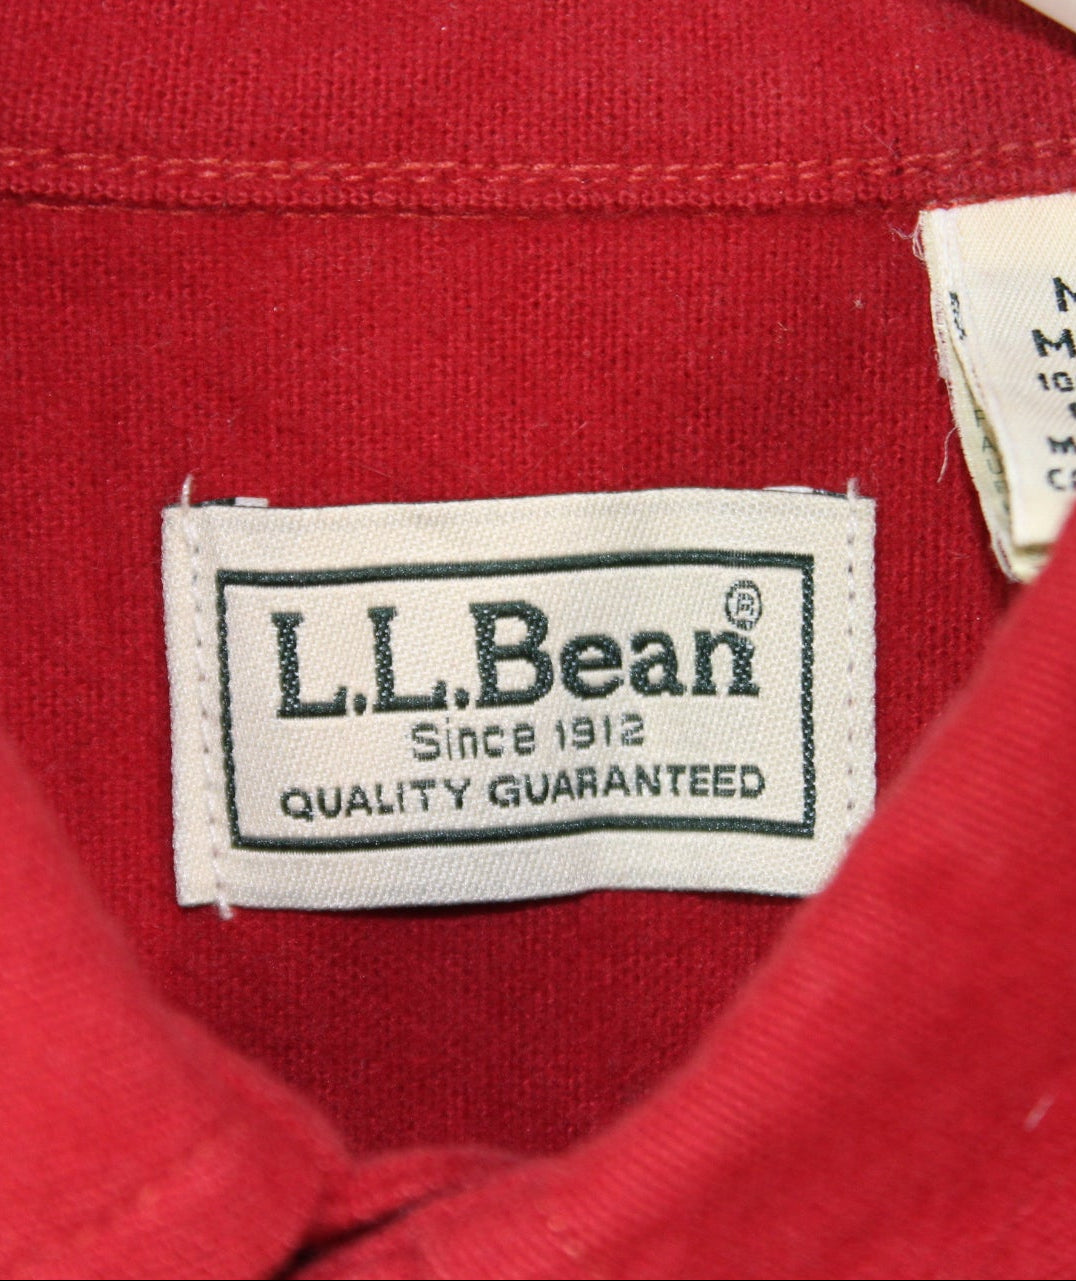 L.L.Bean®
Since 1912
QUALITY GUARANTEED